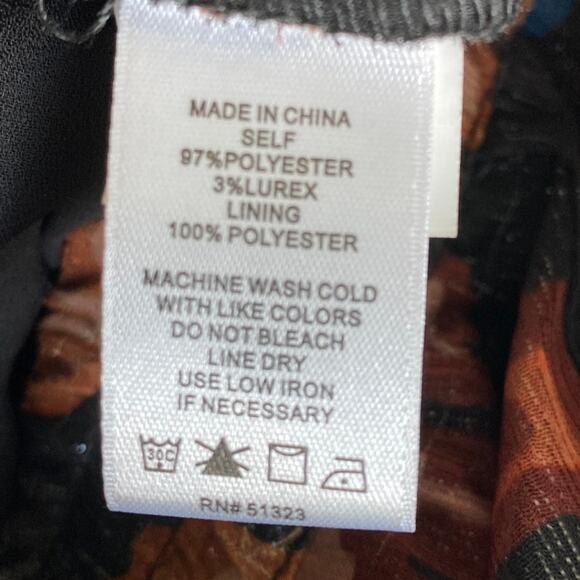 MADE IN CHINA
SELF
97%POLYESTER
3%LUREX
LINING
100% POLYESTER
MACHINE WASH COLD
WITH LIKE COLORS
DO NOT BLEACH
LINE DRY
USE LOW IRON
IF NECESSARY
30C
RN# 51323